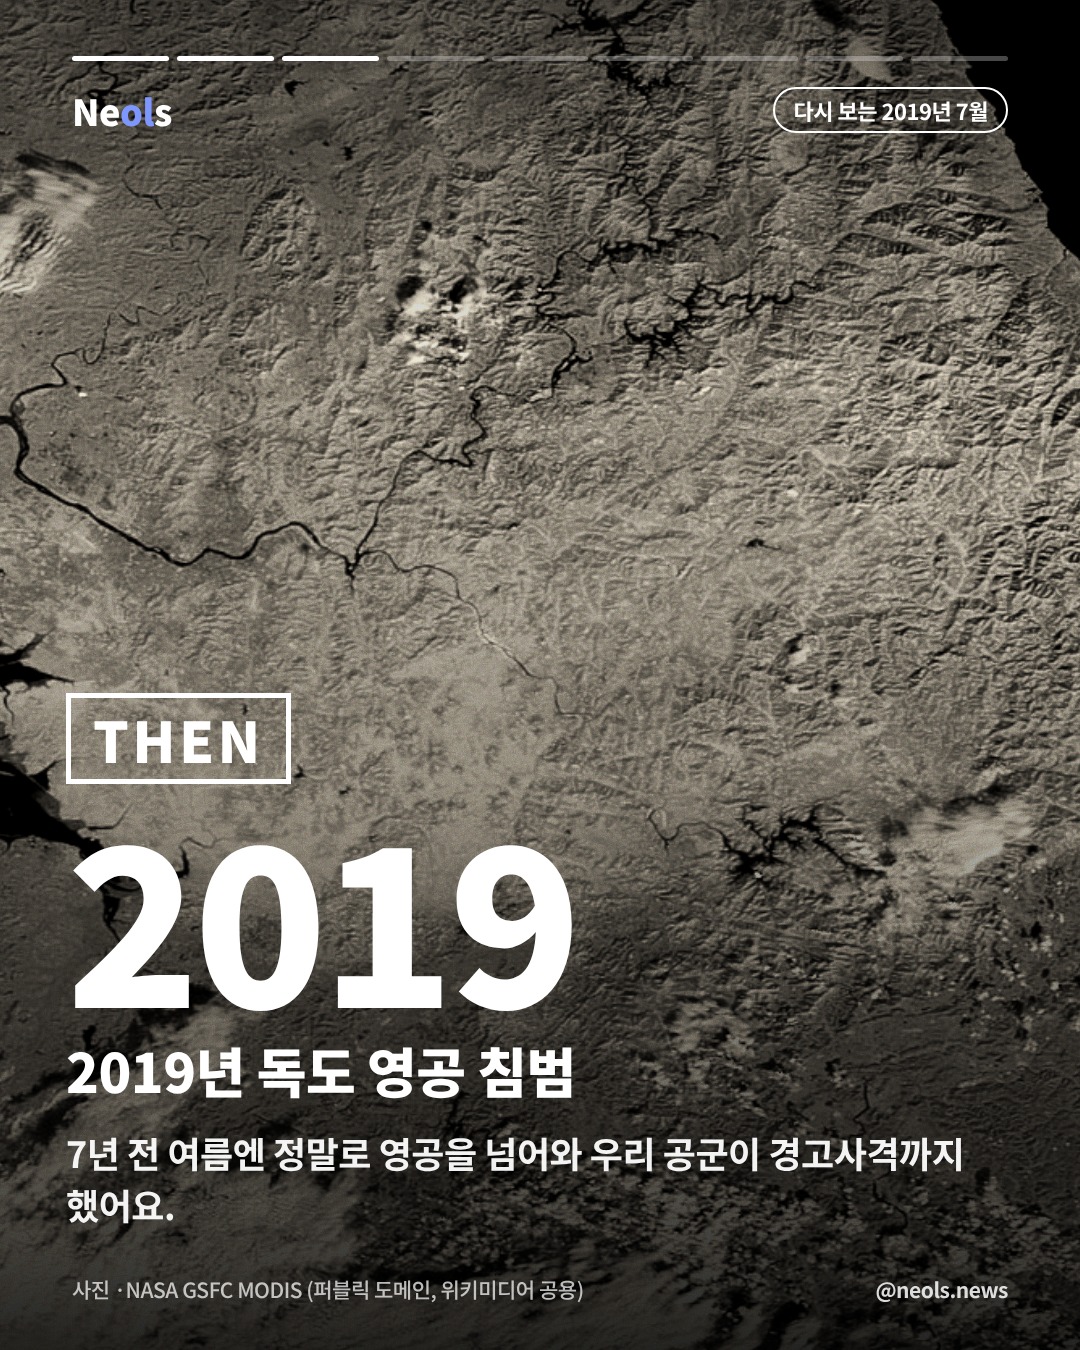 Neols
다시 보는 2019년 7월
THEN
2019
2019년 독도 영공 침범
7년 전 여름엔 정말로 영공을 넘어와 우리 공군이 경고사격까지
했어요.
사진 · NASA GSFC MODIS (퍼블릭 도메인, 위키미디어 공용)
@neols.news